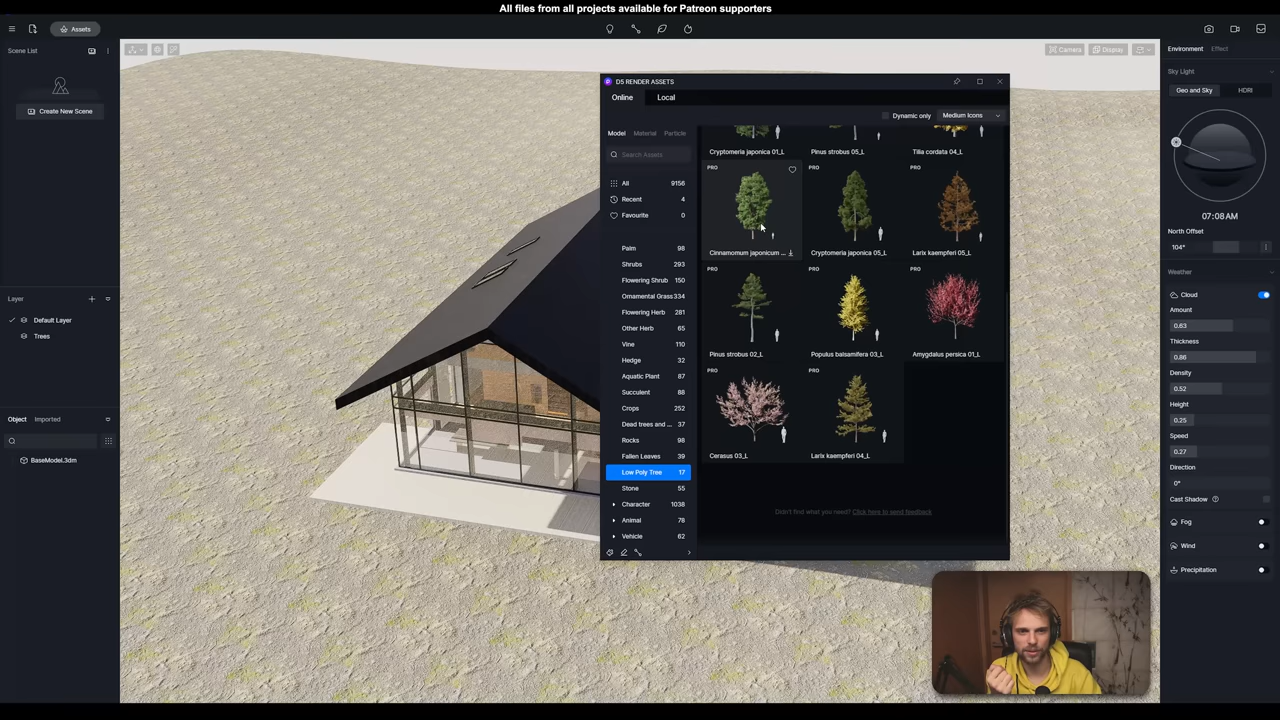 All files from all projects available for Patreon supporters
Assets
Scene List
Create New Scene
Layer
Default Layer
Trees
Object
Imported
BaseModel.3dm
Camera
Display
D5 RENDER ASSETS
Online
Local
Dynamic only
Medium Icons
Model
Material
Particle
Search Assets
All 9156
Recent 4
Favourite 0
Palm 98
Shrubs 293
Flowering Shrub 150
Ornamental Grass 334
Flowering Herb 281
Other Herb 65
Vine 110
Hedge 32
Aquatic Plant 87
Succulent 88
Crops 252
Dead trees and ... 37
Rocks 98
Fallen Leaves 39
Low Poly Tree 17
Stone 55
Character 1038
Animal 78
Vehicle 62
Cryptomeria japonica 01_L
Pinus strobus 05_L
Tilia cordata 04_L
PRO
PRO
PRO
Cinnamomum japonicum ...
Cryptomeria japonica 05_L
Larix kaempferi 05_L
PRO
PRO
PRO
Pinus strobus 02_L
Populus balsamifera 03_L
Amygdalus persica 01_L
PRO
PRO
Cerasus 03_L
Larix kaempferi 04_L
Didn't find what you need? Click here to send feedback
Environment
Effect
Sky Light
Geo and Sky
HDRI
07:08 AM
North Offset
104°
Weather
Cloud
Amount
0.63
Thickness
0.86
Density
0.52
Height
0.25
Speed
0.27
Direction
0°
Cast Shadow
Fog
Wind
Precipitation